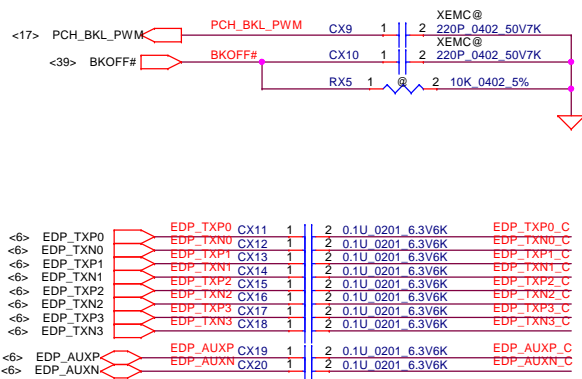 XEMC@
<17> PCH_BKL_PWM PCH_BKL_PWM CX9 1 2 220P_0402_50V7K
XEMC@
<39> BKOFF# BKOFF# CX10 1 2 220P_0402_50V7K
RX5 1 @ 2 10K_0402_5%
<6> EDP_TXP0 EDP_TXP0 CX11 1 2 0.1U_0201_6.3V6K EDP_TXP0_C
<6> EDP_TXN0 EDP_TXN0 CX12 1 2 0.1U_0201_6.3V6K EDP_TXN0_C
<6> EDP_TXP1 EDP_TXP1 CX13 1 2 0.1U_0201_6.3V6K EDP_TXP1_C
<6> EDP_TXN1 EDP_TXN1 CX14 1 2 0.1U_0201_6.3V6K EDP_TXN1_C
<6> EDP_TXP2 EDP_TXP2 CX15 1 2 0.1U_0201_6.3V6K EDP_TXP2_C
<6> EDP_TXN2 EDP_TXN2 CX16 1 2 0.1U_0201_6.3V6K EDP_TXN2_C
<6> EDP_TXP3 EDP_TXP3 CX17 1 2 0.1U_0201_6.3V6K EDP_TXP3_C
<6> EDP_TXN3 EDP_TXN3 CX18 1 2 0.1U_0201_6.3V6K EDP_TXN3_C
<6> EDP_AUXP EDP_AUXP CX19 1 2 0.1U_0201_6.3V6K EDP_AUXP_C
<6> EDP_AUXN EDP_AUXN CX20 1 2 0.1U_0201_6.3V6K EDP_AUXN_C